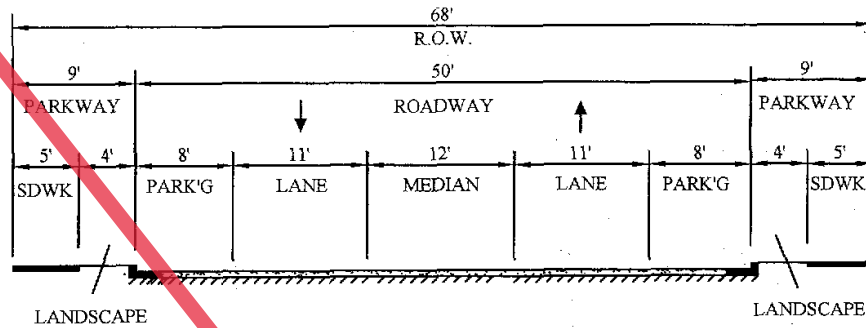 68'
R.O.W.
9' 50' 9'
PARKWAY ROADWAY PARKWAY
5' 4' 8' 11' 12' 11' 8' 4' 5'
SDWK PARK'G LANE MEDIAN LANE PARK'G SDWK
LANDSCAPE LANDSCAPE